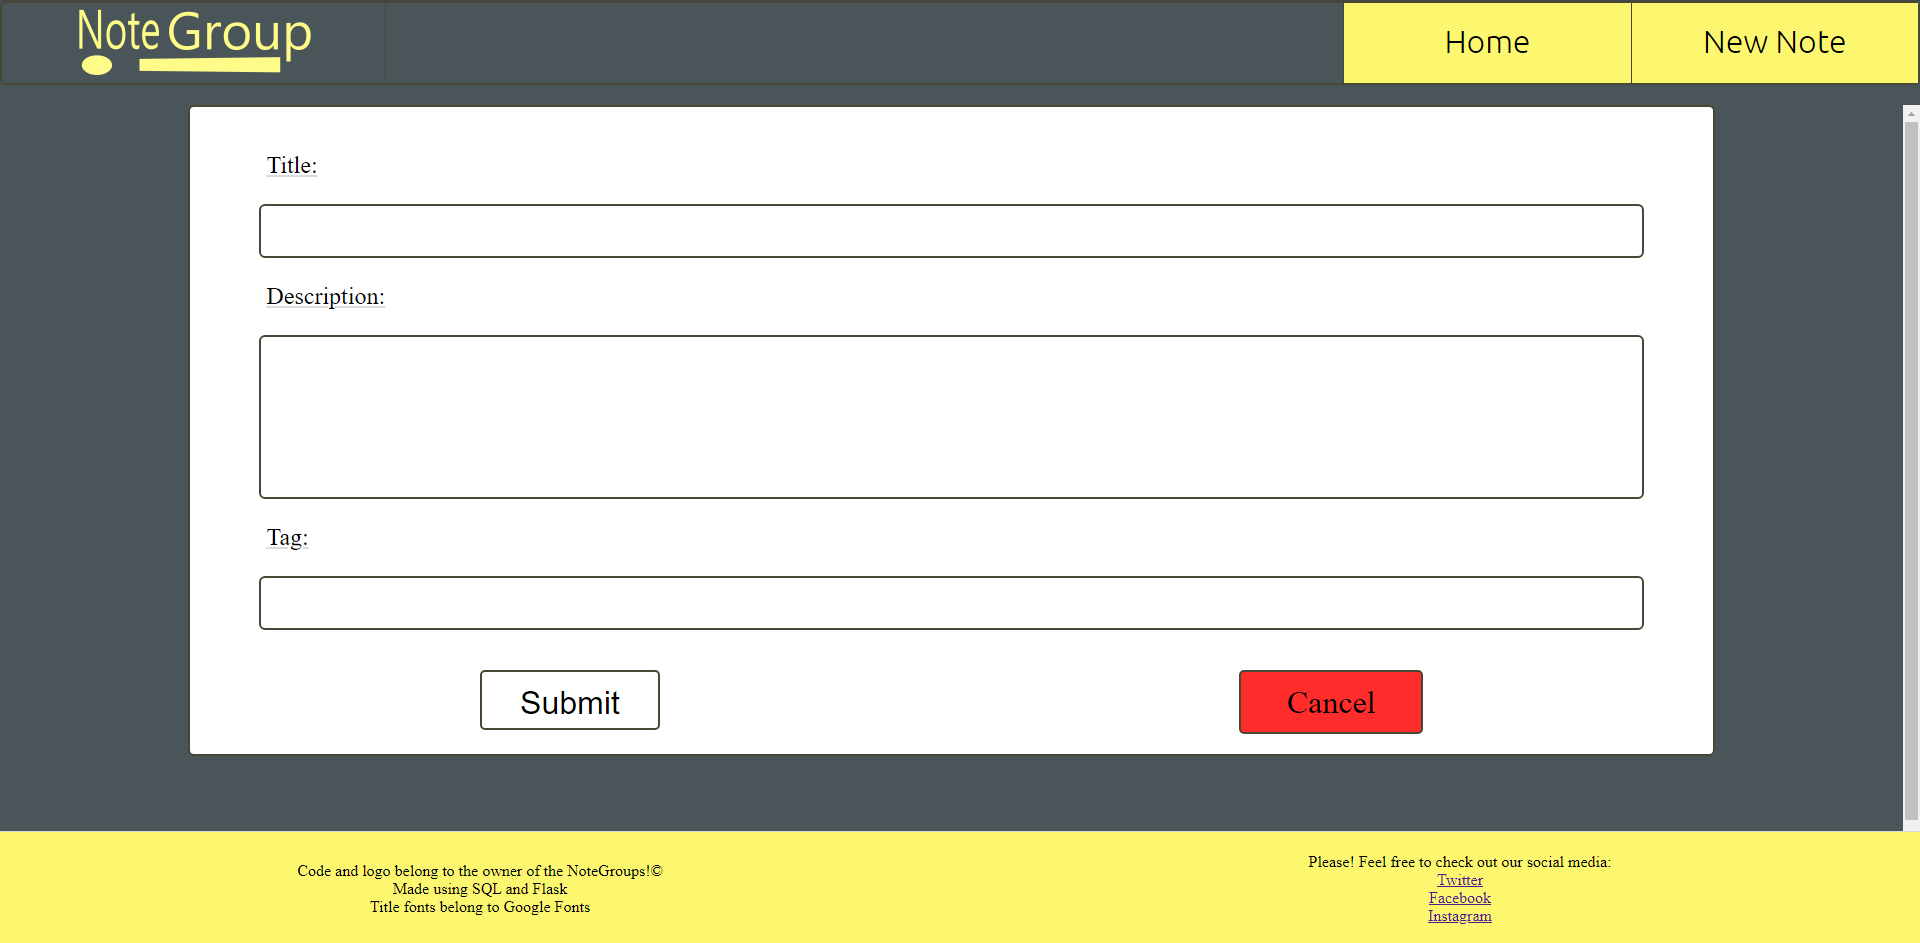 Note Group
Home
New Note
Title:
Description:
Tag:
Submit
Cancel
Code and logo belong to the owner of the NoteGroups!©
Made using SQL and Flask
Title fonts belong to Google Fonts
Please! Feel free to check out our social media:
Twitter
Facebook
Instagram